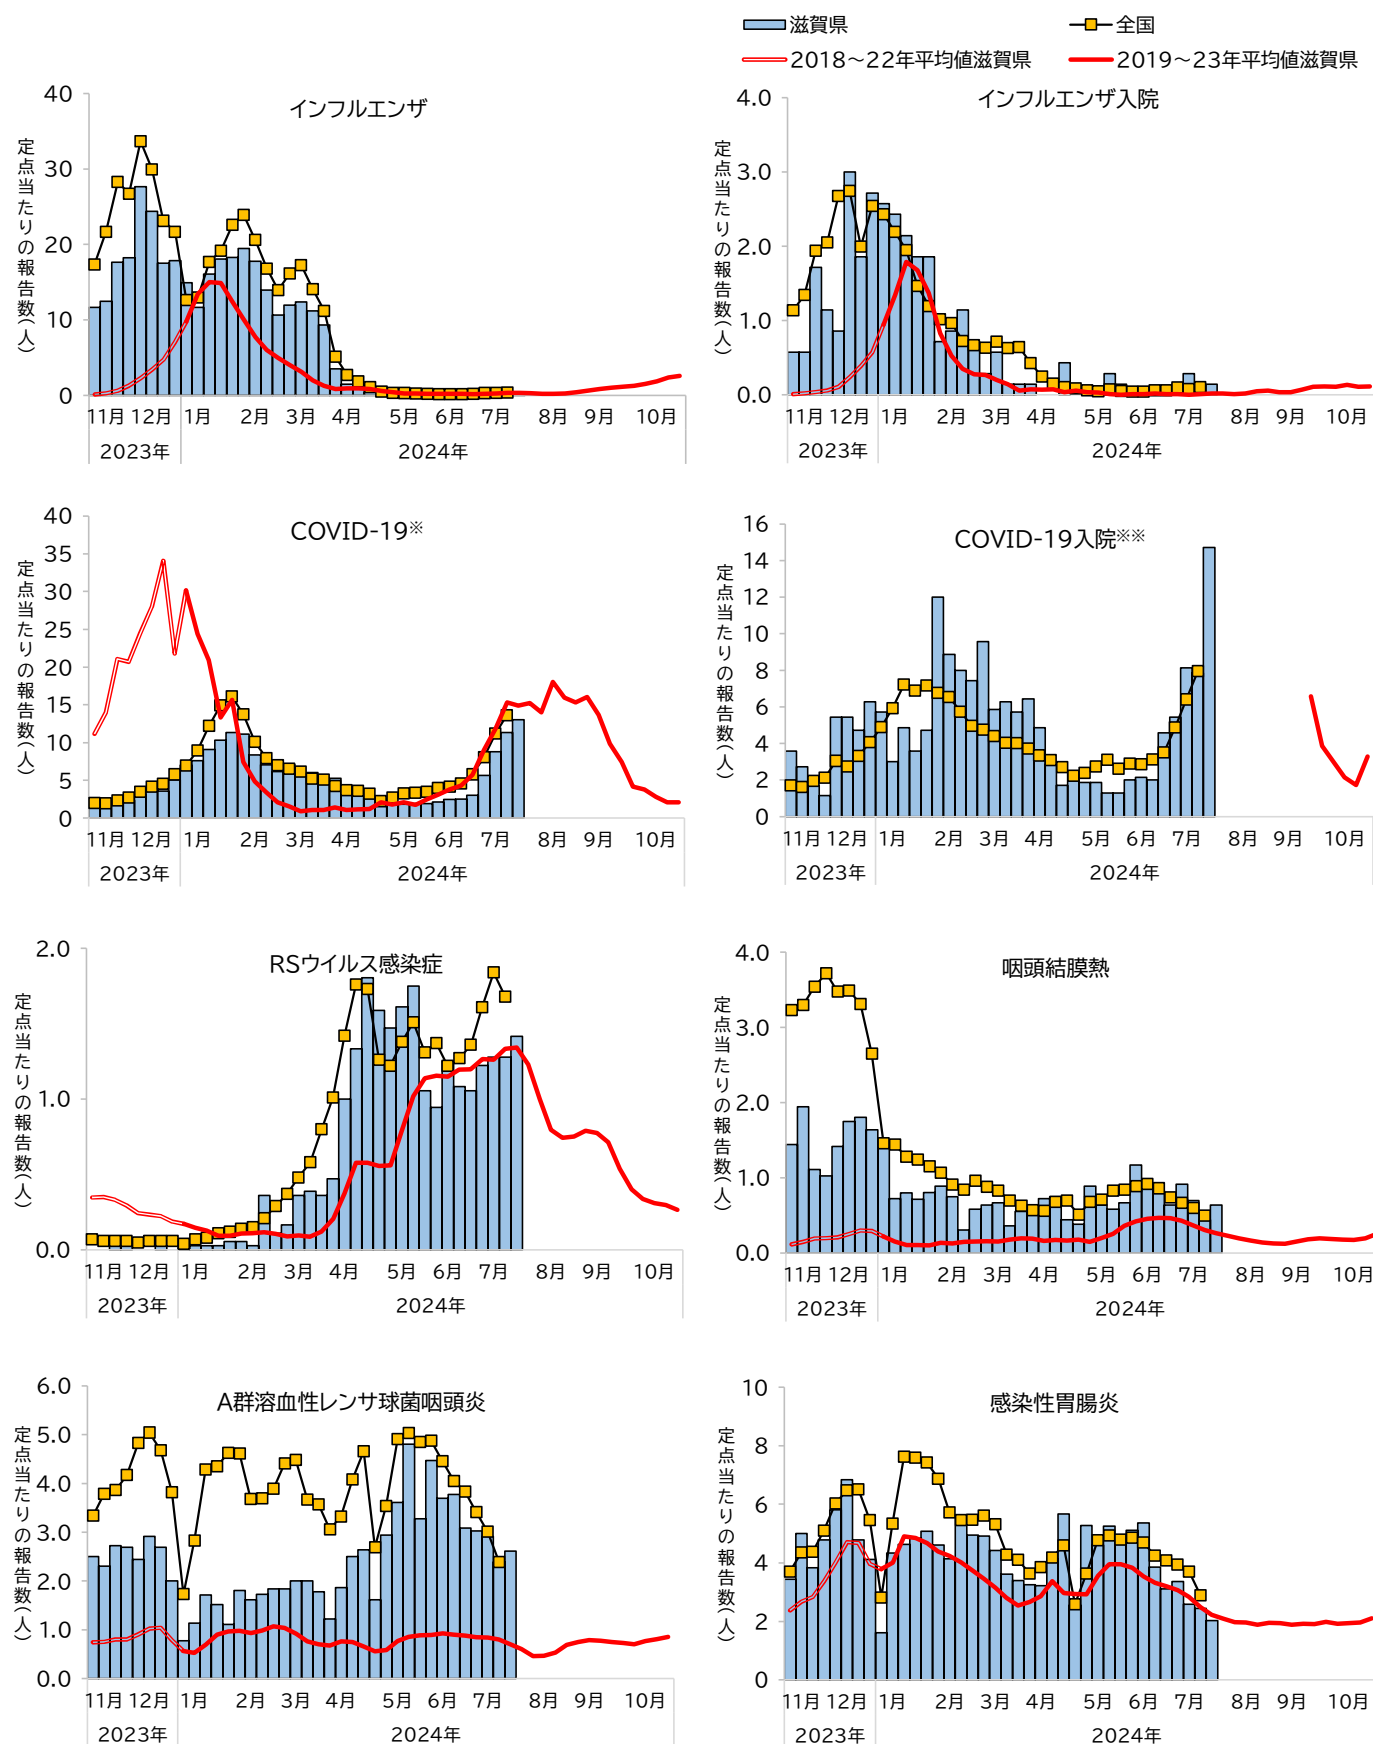 滋賀県 全国
2018～22年平均値滋賀県 2019～23年平均値滋賀県
インフルエンザ
定点当たりの報告数(人)
40
30
20
10
0
11月 12月 1月 2月 3月 4月 5月 6月 7月 8月 9月 10月
2023年 2024年
インフルエンザ入院
定点当たりの報告数(人)
4.0
3.0
2.0
1.0
0.0
11月 12月 1月 2月 3月 4月 5月 6月 7月 8月 9月 10月
2023年 2024年
COVID-19※
定点当たりの報告数(人)
40
35
30
25
20
15
10
5
0
11月 12月 1月 2月 3月 4月 5月 6月 7月 8月 9月 10月
2023年 2024年
COVID-19入院※※
定点当たりの報告数(人)
16
14
12
10
8
6
4
2
0
11月 12月 1月 2月 3月 4月 5月 6月 7月 8月 9月 10月
2023年 2024年
RSウイルス感染症
定点当たりの報告数(人)
2.0
1.0
0.0
11月 12月 1月 2月 3月 4月 5月 6月 7月 8月 9月 10月
2023年 2024年
咽頭結膜熱
定点当たりの報告数(人)
4.0
3.0
2.0
1.0
0.0
11月 12月 1月 2月 3月 4月 5月 6月 7月 8月 9月 10月
2023年 2024年
A群溶血性レンサ球菌咽頭炎
定点当たりの報告数(人)
6.0
5.0
4.0
3.0
2.0
1.0
0.0
11月 12月 1月 2月 3月 4月 5月 6月 7月 8月 9月 10月
2023年 2024年
感染性胃腸炎
定点当たりの報告数(人)
10
8
6
4
2
0
11月 12月 1月 2月 3月 4月 5月 6月 7月 8月 9月 10月
2023年 2024年